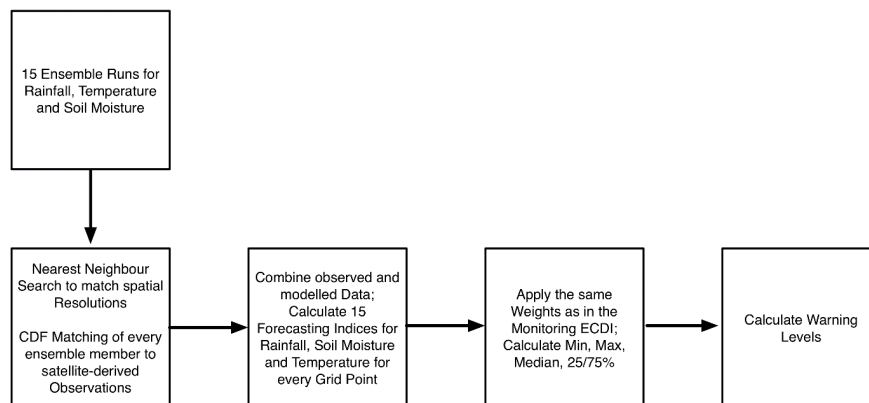 15 Ensemble Runs for
Rainfall, Temperature
and Soil Moisture
Nearest Neighbour
Search to match spatial
Resolutions
CDF Matching of every
ensemble member to
satellite-derived
Observations
Combine observed and
modelled Data;
Calculate 15
Forecasting Indices for
Rainfall, Soil Moisture
and Temperature for
every Grid Point
Apply the same
Weights as in the
Monitoring ECDI;
Calculate Min, Max,
Median, 25/75%
Calculate Warning
Levels